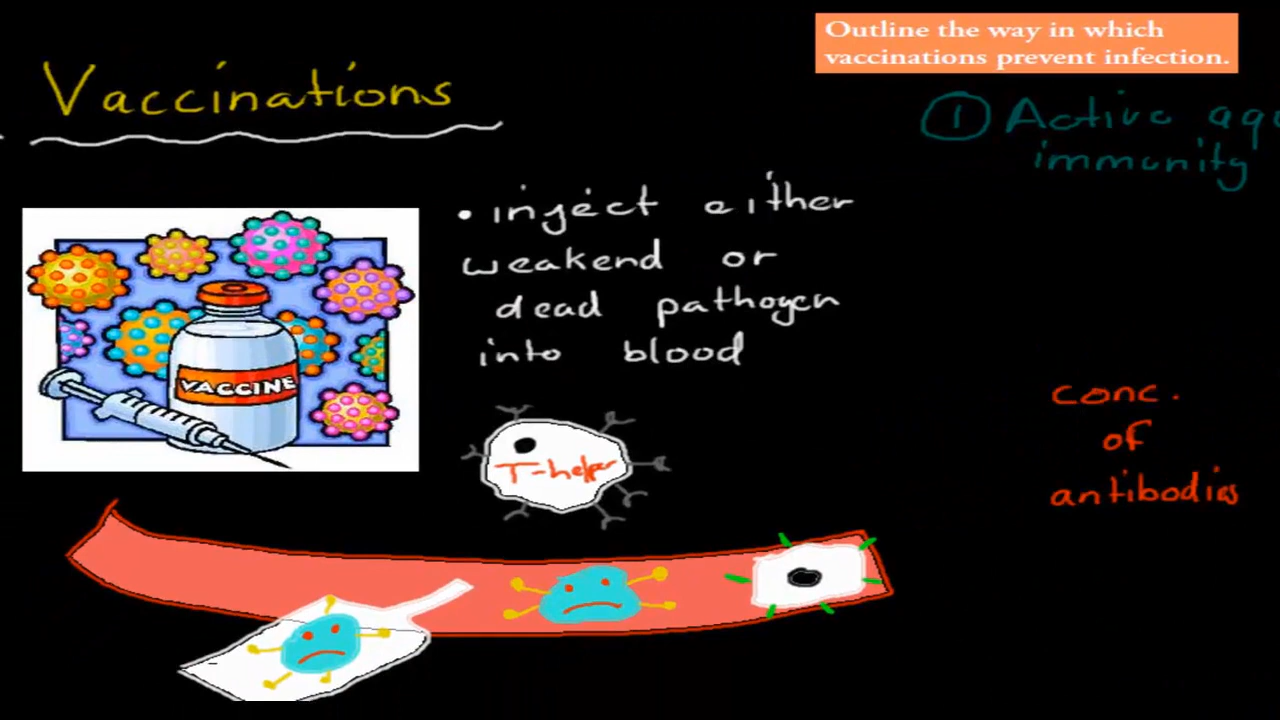 Outline the way in which
vaccinations prevent infection.
Vaccinations
① Active aqu
immunity
• inject either
weakend or
dead pathogen
into blood
VACCINE
T-helper
conc.
of
antibodies